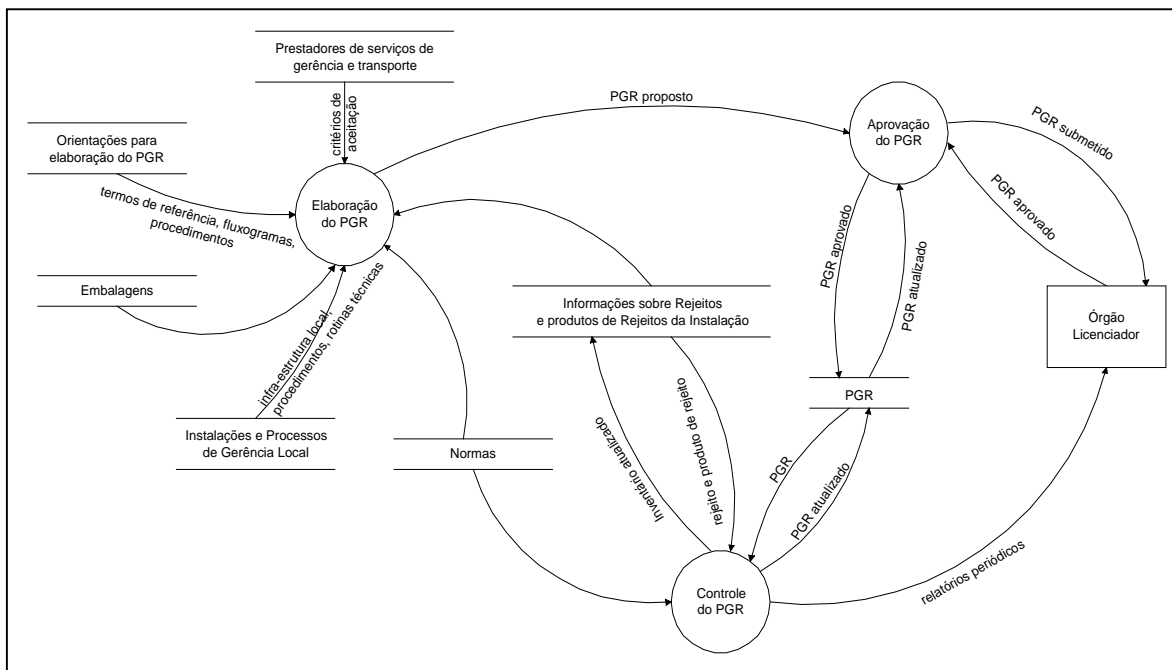 Prestadores de serviços de
gerência e transporte
critérios de
aceitação
PGR proposto
Aprovação
do PGR
PGR submetido
Orientações para
elaboração do PGR
termos de referência, fluxogramas,
procedimentos
Elaboração
do PGR
PGR aprovado
PGR aprovado
PGR atualizado
Embalagens
Informações sobre Rejeitos
e produtos de Rejeitos da Instalação
Órgão
Licenciador
infra-estrutura local,
procedimentos, rotinas técnicas
PGR
Instalações e Processos
de Gerência Local
Normas
Inventário atualizado
rejeito e produto de rejeito
PGR
PGR atualizado
Controle
do PGR
relatórios periódicos